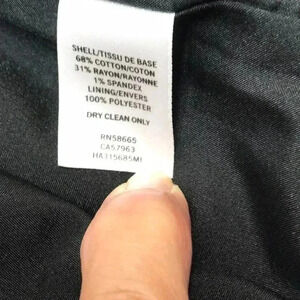 SHELL/TISSU DE BASE
68% COTTON/COTON
31% RAYON/RAYONNE
1% SPANDEX
LINING/ENVERS
100% POLYESTER
DRY CLEAN ONLY
RN58665
CA57963
HA315685MI